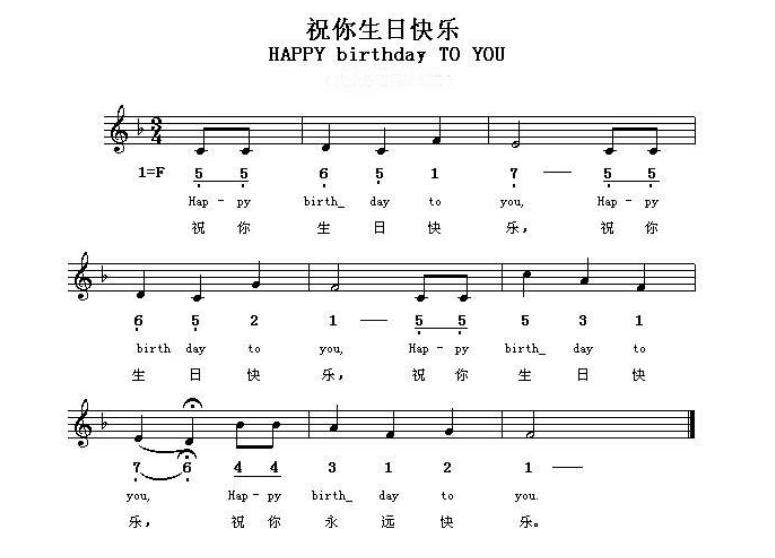 祝你生日快乐
HAPPY birthday TO YOU
3/4
1=F 5 5 6 5 1 7 — 5 5
Hap - py birth_ day to you, Hap - py
祝 你 生 日 快 乐， 祝 你
6 5 2 1 — 5 5 5 3 1
birth day to you, Hap - py birth_ day to
生 日 快 乐， 祝 你 生 日 快
7 6 4 4 3 1 2 1 —
you, Hap - py birth_ day to you.
乐， 祝 你 永 远 快 乐。